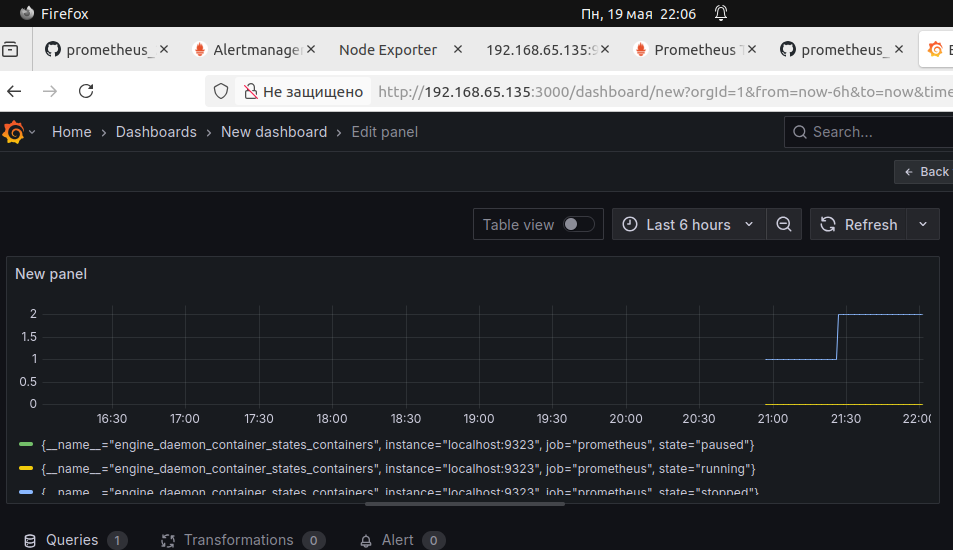 Firefox
Пн, 19 мая 22:06
prometheus_
Alertmanage
Node Exporter
192.168.65.135:9
Prometheus T
prometheus_
Не защищено
http://192.168.65.135:3000/dashboard/new?orgId=1&from=now-6h&to=now&time
Home › Dashboards › New dashboard › Edit panel
Search...
← Back
Table view
Last 6 hours
Refresh
New panel
2
1.5
1
0.5
0
16:30 17:00 17:30 18:00 18:30 19:00 19:30 20:00 20:30 21:00 21:30 22:00
{__name__="engine_daemon_container_states_containers", instance="localhost:9323", job="prometheus", state="paused"}
{__name__="engine_daemon_container_states_containers", instance="localhost:9323", job="prometheus", state="running"}
{__name__="engine_daemon_container_states_containers", instance="localhost:9323", job="prometheus", state="stopped"}
Queries 1
Transformations 0
Alert 0